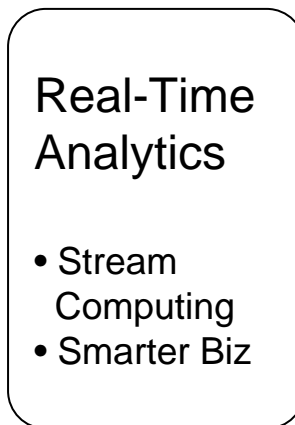 Real-Time
Analytics
• Stream
Computing
• Smarter Biz